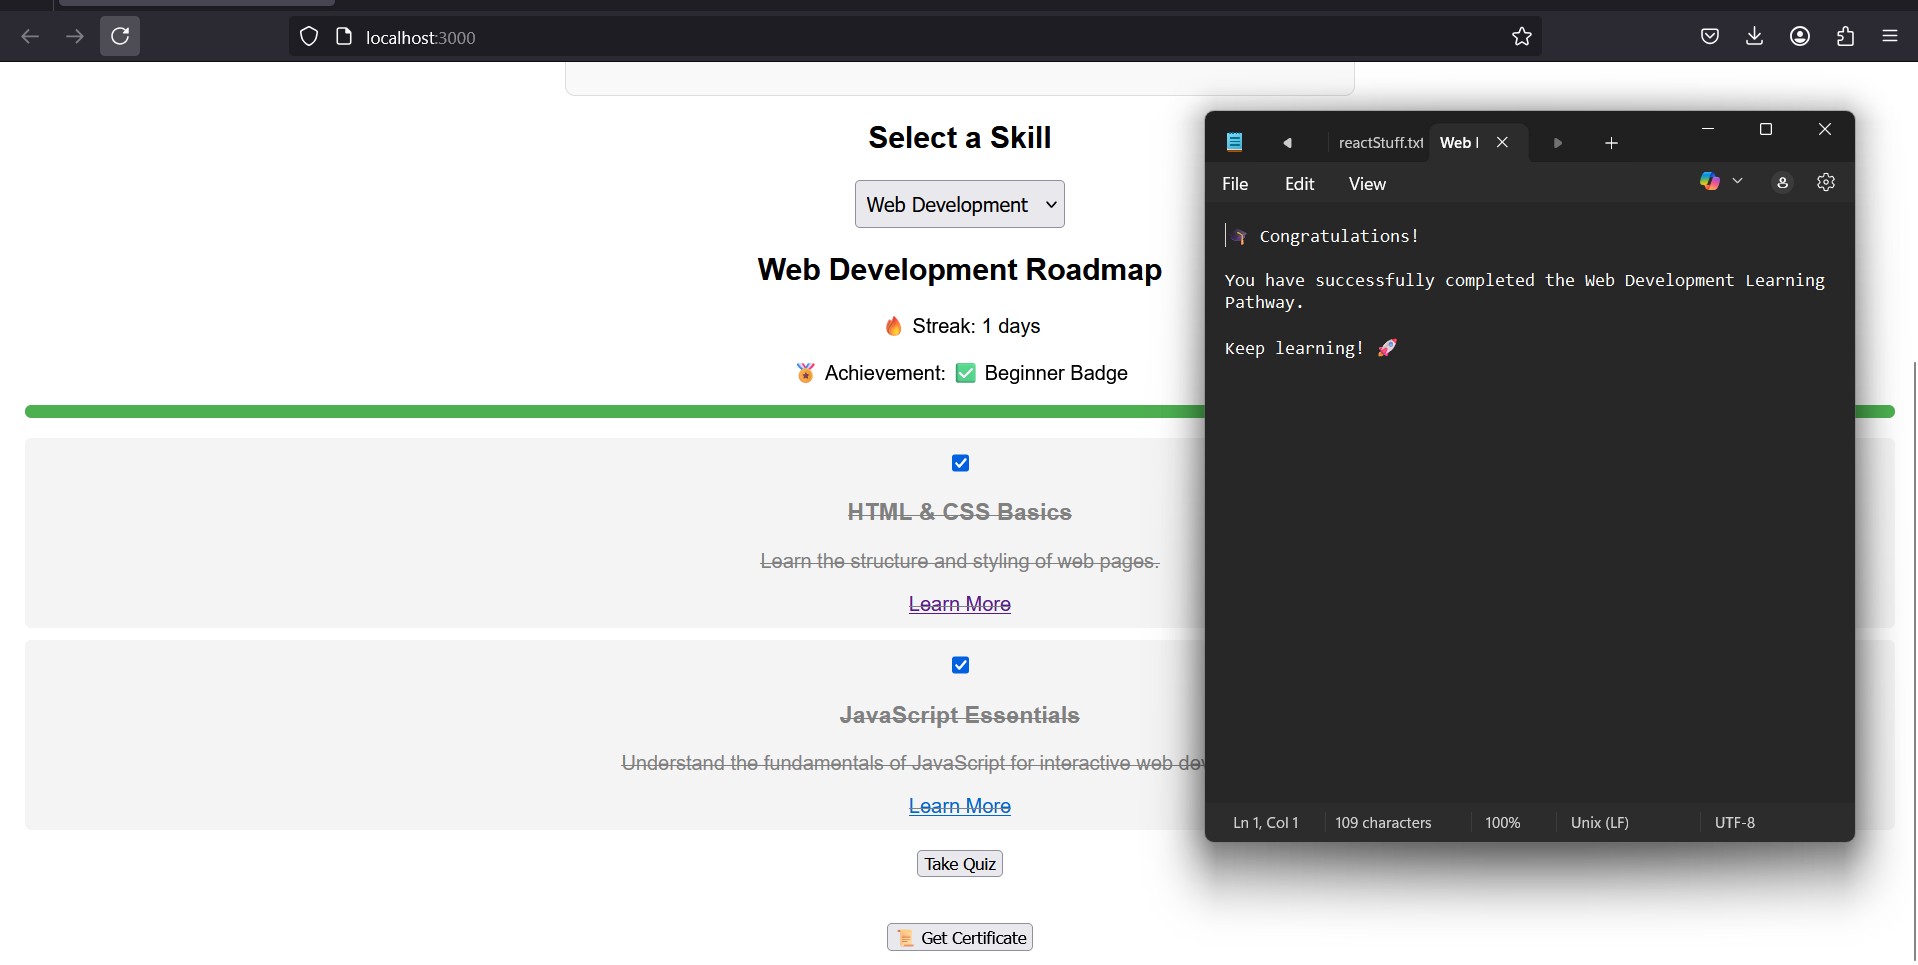 localhost:3000
Select a Skill
Web Development
Web Development Roadmap
🔥 Streak: 1 days
🏅 Achievement: ✅ Beginner Badge
HTML & CSS Basics
Learn the structure and styling of web pages.
Learn More
JavaScript Essentials
Understand the fundamentals of JavaScript for interactive web
Learn More
Take Quiz
📜 Get Certificate
reactStuff.txt
Web
File Edit View
🎓 Congratulations!
You have successfully completed the Web Development Learning
Pathway.
Keep learning! 🚀
Ln 1, Col 1 109 characters 100% Unix (LF) UTF-8